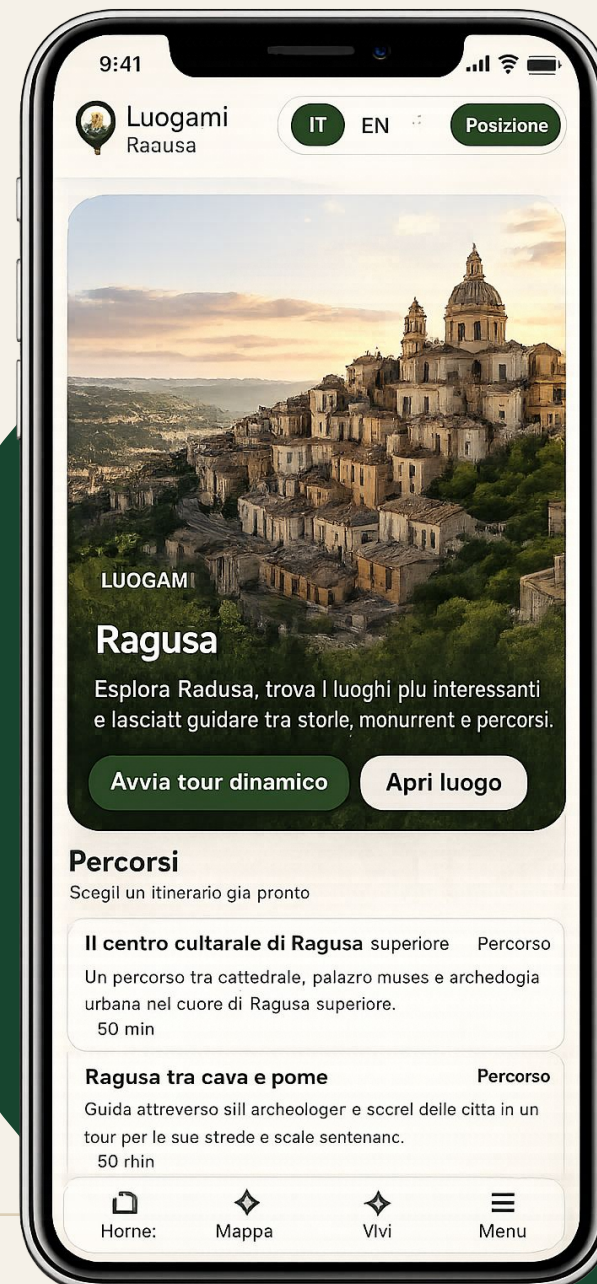 9:41
Luogami
Raausa
IT EN Posizione
LUOGAMI
Ragusa
Esplora Radusa, trova I luoghi plu interessanti
e lasciatt guidare tra storle, monurrent e percorsi.
Avvia tour dinamico Apri luogo
Percorsi
Scegil un itinerario gia pronto
Il centro cultarale di Ragusa superiore Percorso
Un percorso tra cattedrale, palazro muses e archedogia
urbana nel cuore di Ragusa superiore.
50 min
Ragusa tra cava e pome Percorso
Guida attreverso sill archeologer e sccrel delle citta in un
tour per le sue strede e scale sentenanc.
50 rhin
Horne: Mappa VIvi Menu